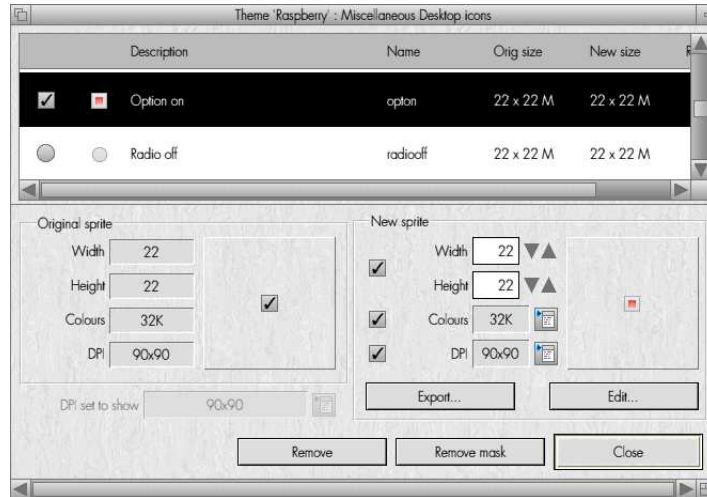 Theme 'Raspberry' : Miscellaneous Desktop icons
Description Name Orig size New size
Option on opton 22 x 22 M 22 x 22 M
Radio off radiooff 22 x 22 M 22 x 22 M
Original sprite
Width 22
Height 22
Colours 32K
DPI 90x90
New sprite
Width 22
Height 22
Colours 32K
DPI 90x90
Export... Edit...
DPI set to show 90x90
Remove Remove mask Close